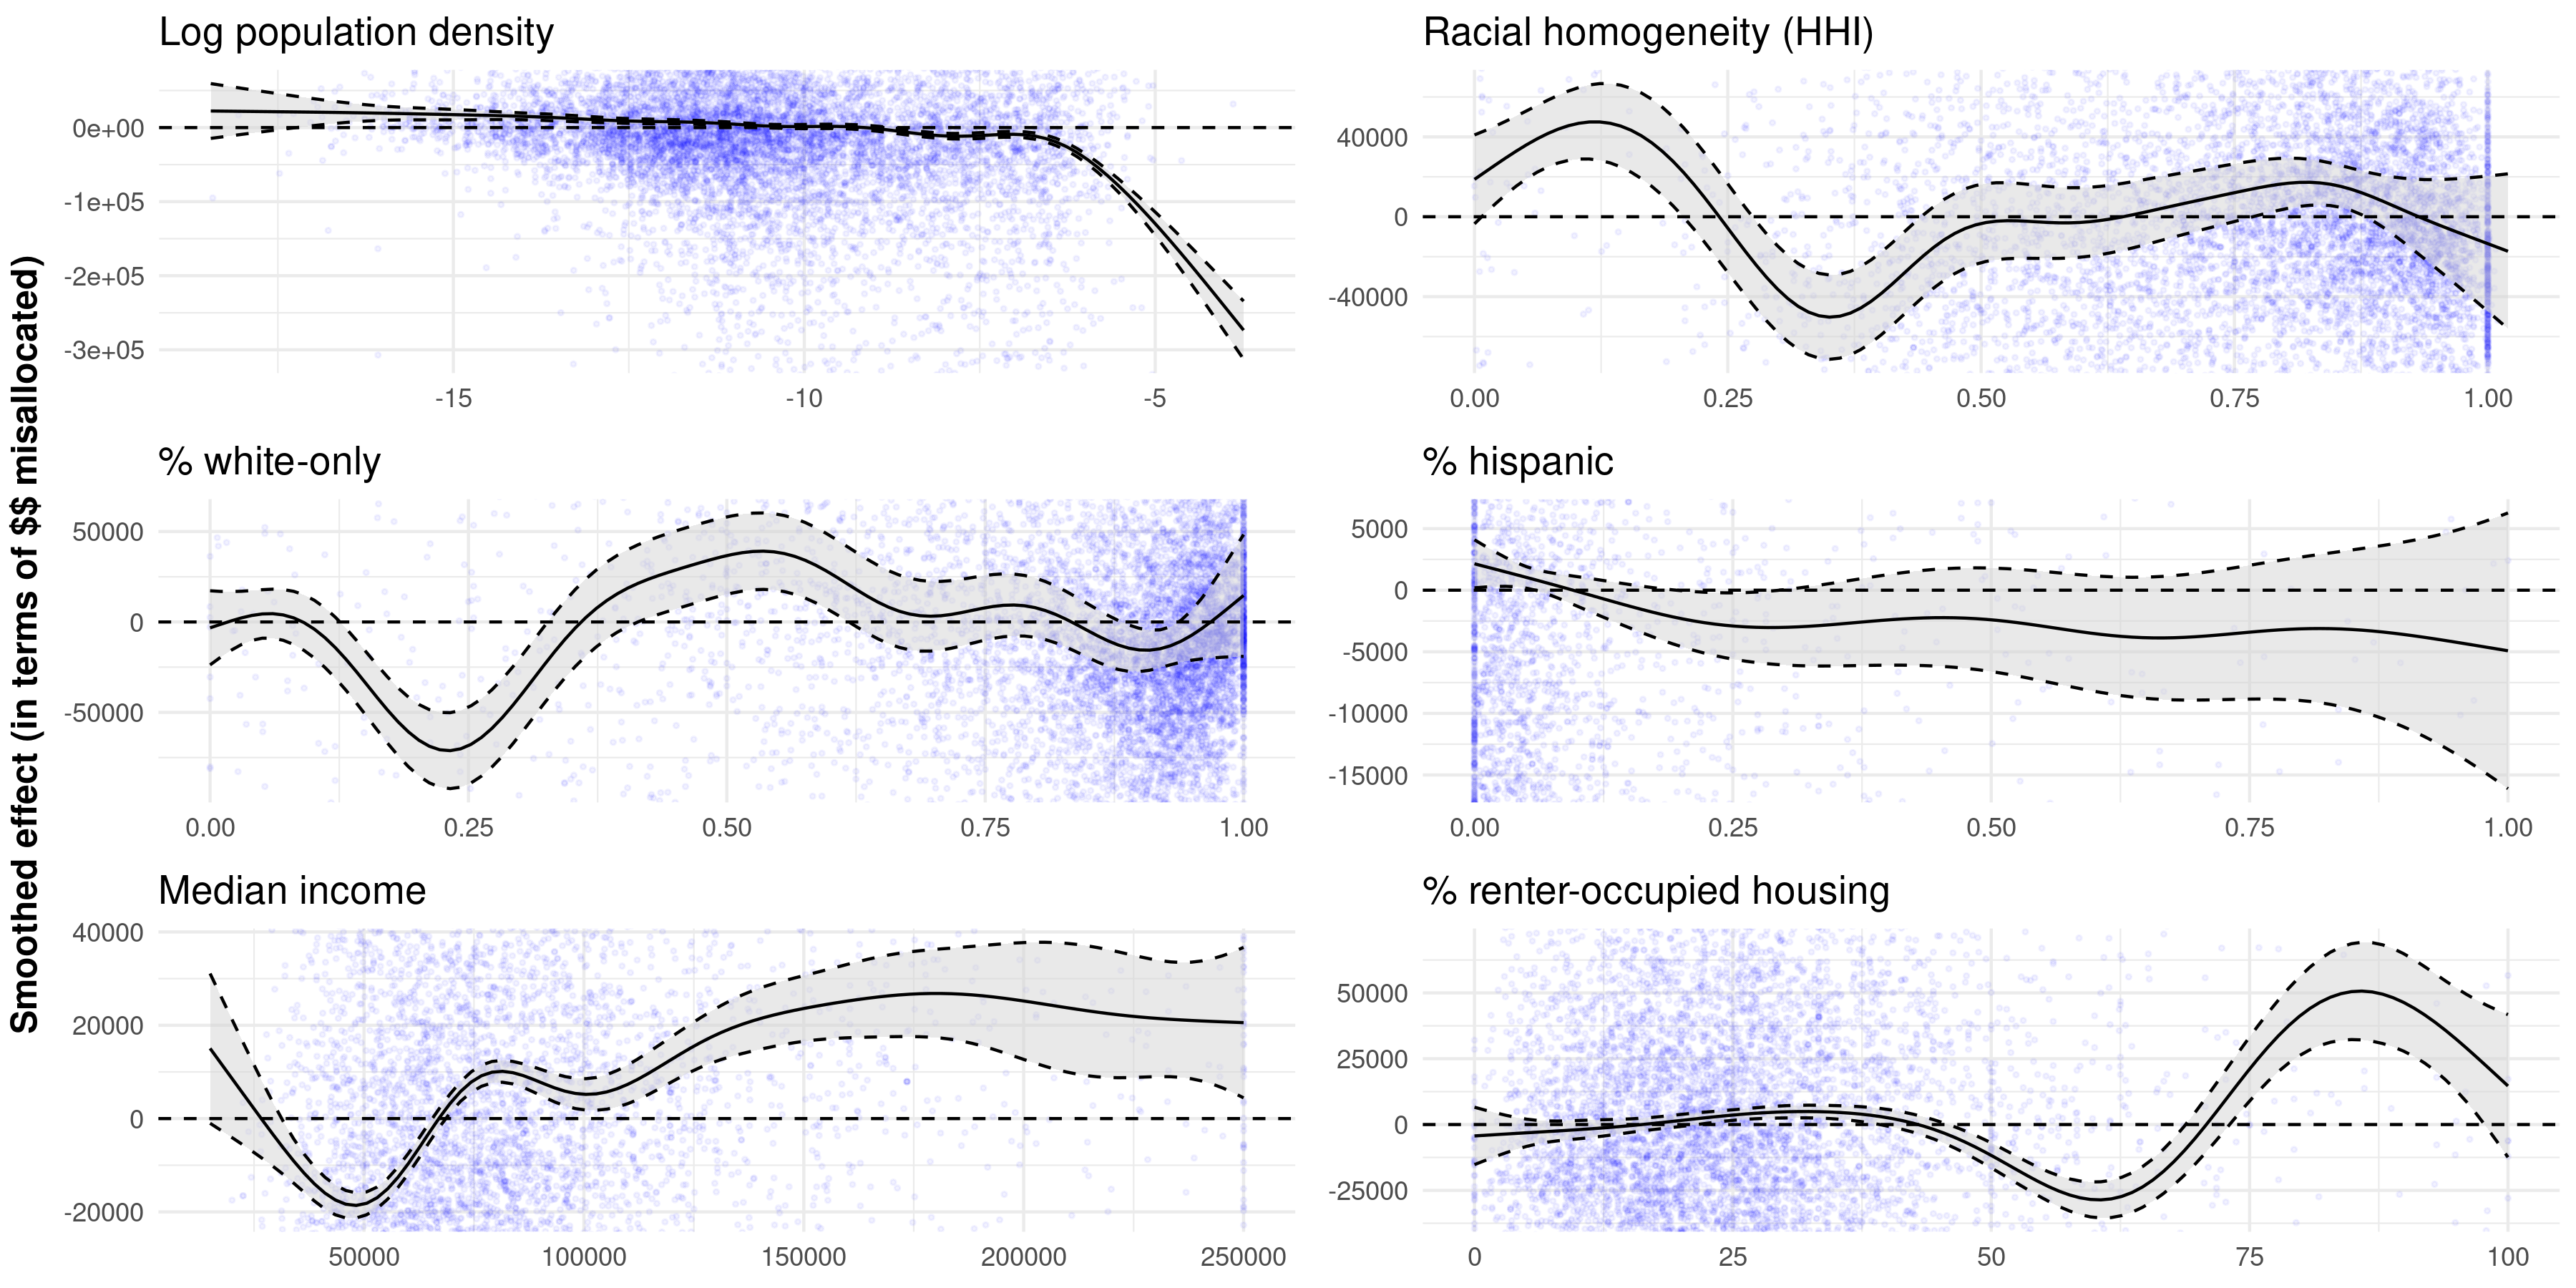 Smoothed effect (in terms of $$ misallocated)
Log population density
0e+00
-1e+05
-2e+05
-3e+05
-15 -10 -5
Racial homogeneity (HHI)
40000
0
-40000
0.00 0.25 0.50 0.75 1.00
% white-only
50000
0
-50000
0.00 0.25 0.50 0.75 1.00
% hispanic
5000
0
-5000
-10000
-15000
0.00 0.25 0.50 0.75 1.00
Median income
40000
20000
0
-20000
50000 100000 150000 200000 250000
% renter-occupied housing
50000
25000
0
-25000
0 25 50 75 100